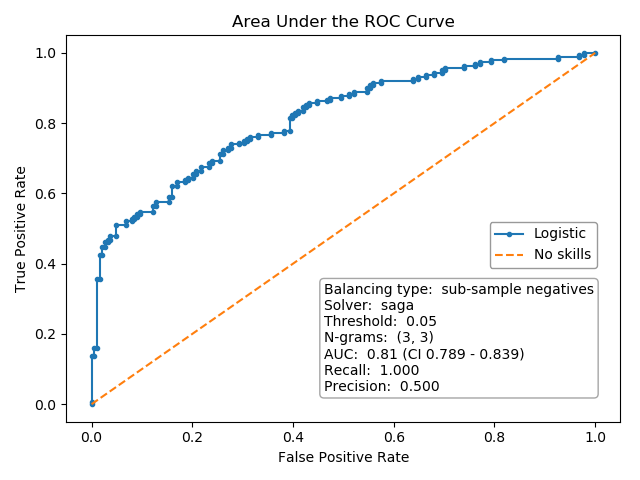 Area Under the ROC Curve
True Positive Rate
1.0
0.8
0.6
0.4
0.2
0.0
Logistic
No skills
Balancing type:  sub-sample negatives
Solver:  saga
Threshold:  0.05
N-grams:  (3, 3)
AUC:  0.81 (CI 0.789 - 0.839)
Recall:  1.000
Precision:  0.500
0.0 0.2 0.4 0.6 0.8 1.0
False Positive Rate